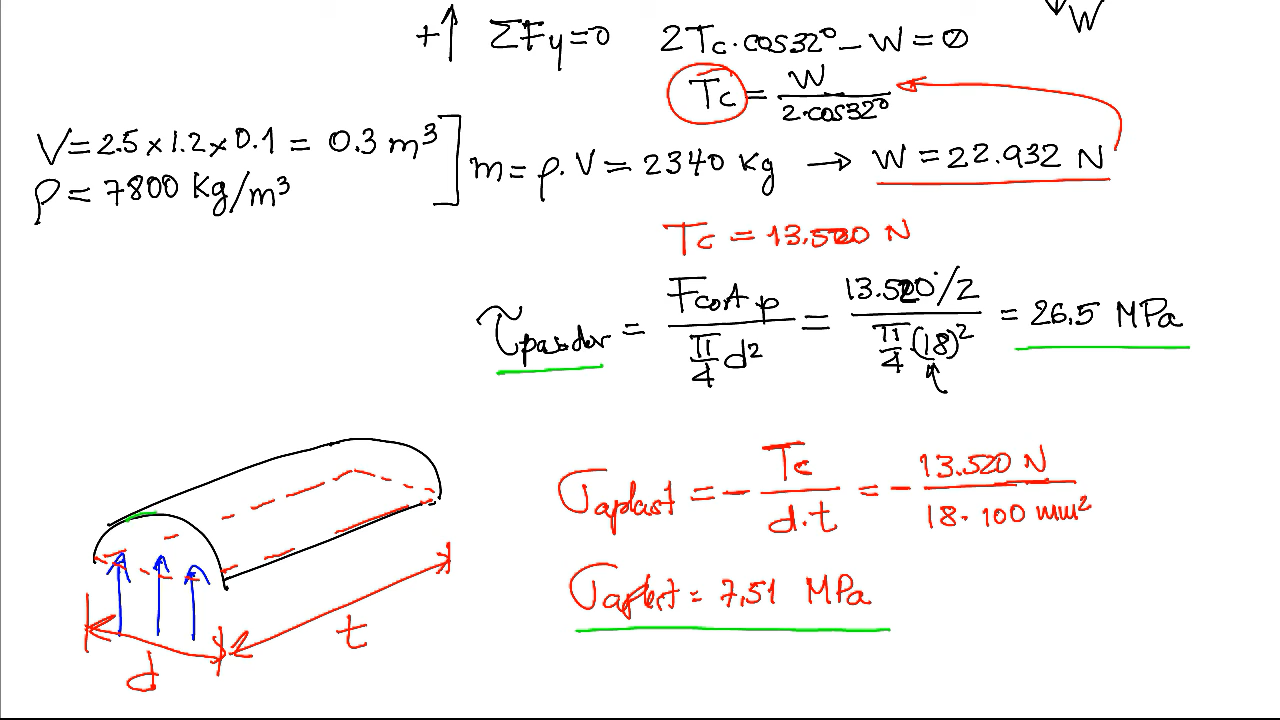 +↑ ΣFy=0 2Tc·cos32° - W = 0
W
Tc = W / 2·cos32°
V = 2.5 x 1.2 x 0.1 = 0.3 m³
ρ = 7800 Kg/m³
m = ρ·V = 2340 kg → W = 22.932 N
Tc = 13.520 N
τpasador = Fcort p / π/4 d² = 13.520/2 / π/4 (18)² = 26.5 MPa
σaplast = - Tc / d·t = - 13.520 N / 18·100 mm²
σaplast = 7,51 MPa
t
d